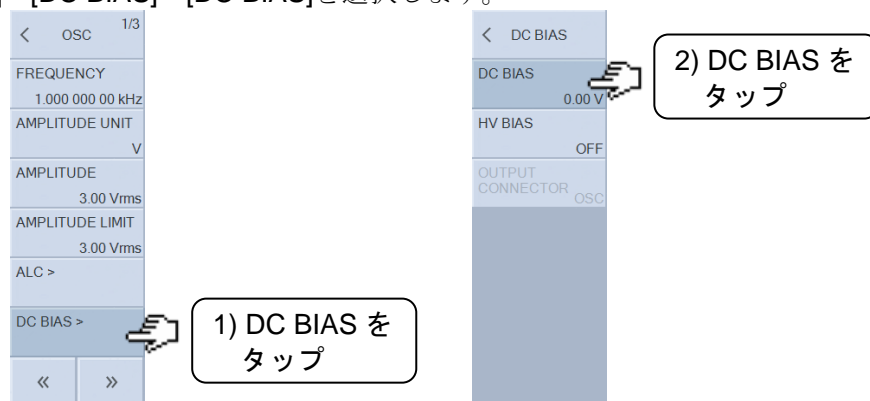 [DC BIAS] [DC BIAS]を選択します。
< OSC 1/3
FREQUENCY
1.000 000 00 kHz
AMPLITUDE UNIT
V
AMPLITUDE
3.00 Vrms
AMPLITUDE LIMIT
3.00 Vrms
ALC >
DC BIAS >
« »
1) DC BIAS を
タップ
< DC BIAS
DC BIAS
0.00 V
HV BIAS
OFF
OUTPUT
CONNECTOR
OSC
2) DC BIAS を
タップ